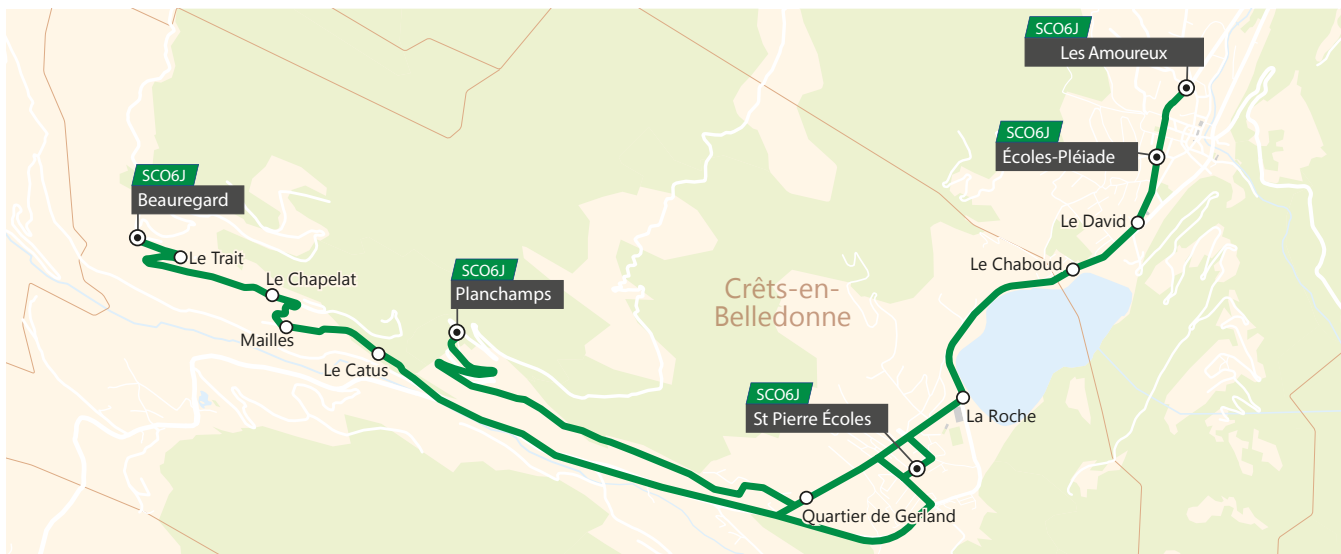 SCO6J
Les Amoureux
SCO6J
Écoles-Pléiade
SCO6J
Beauregard
Le David
Le Trait
SCO6J
Planchamps
Le Chaboud
Le Chapelat
Crêts-en-
Belledonne
Mailles
Le Catus
SCO6J
St Pierre Écoles
La Roche
Quartier de Gerland